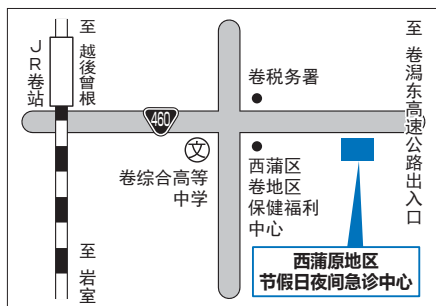 至
越後曽根
JR卷站
卷税务署
至
卷潟东高速公路出入口
460
文
卷综合高等
中学
西蒲区
卷地区
保健福利
中心
至
岩室
西蒲原地区
节假日夜间急诊中心